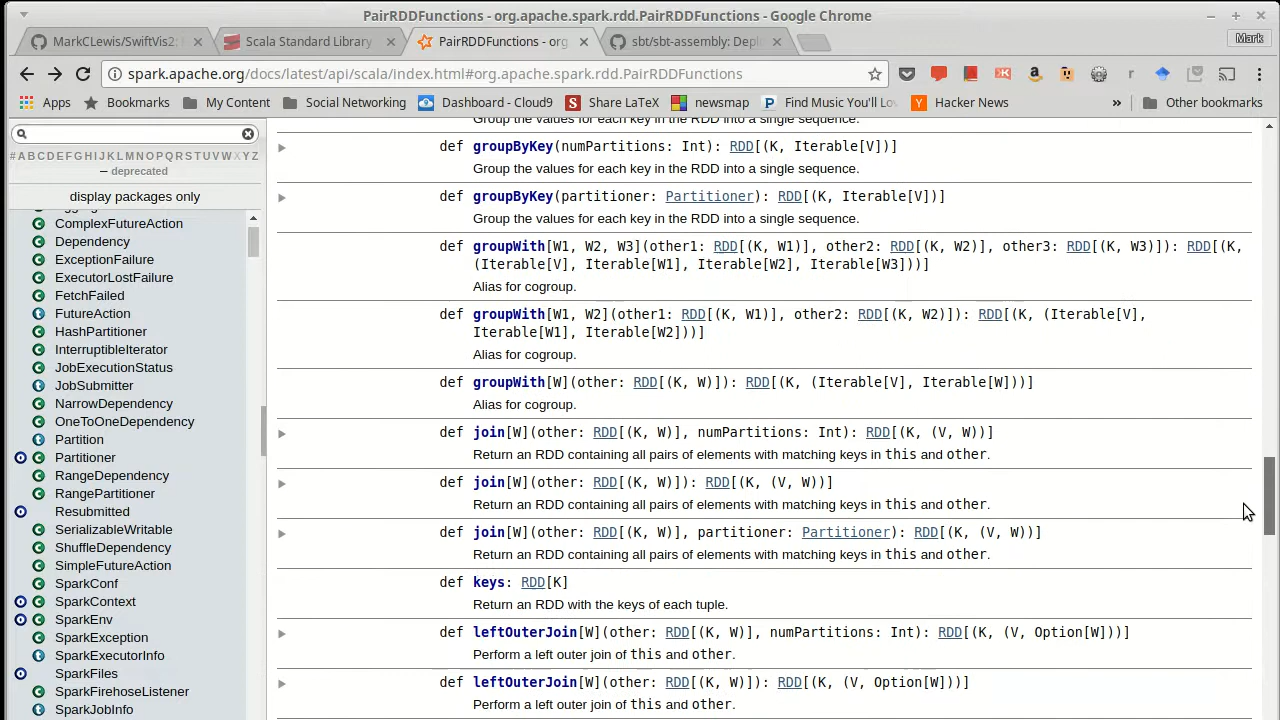 PairRDDFunctions - org.apache.spark.rdd.PairRDDFunctions - Google Chrome
MarkCLewis/SwiftVis2:
Scala Standard Library
PairRDDFunctions - org
sbt/sbt-assembly: Deplo
Mark
spark.apache.org/docs/latest/api/scala/index.html#org.apache.spark.rdd.PairRDDFunctions
Apps
Bookmarks
My Content
Social Networking
Dashboard - Cloud9
Share LaTeX
newsmap
Find Music You'll Lo
Hacker News
»
Other bookmarks
#ABCDEFGHIJKLMNOPQRSTUVWXYZ
– deprecated
display packages only
ComplexFutureAction
Dependency
ExceptionFailure
ExecutorLostFailure
FetchFailed
FutureAction
HashPartitioner
InterruptibleIterator
JobExecutionStatus
JobSubmitter
NarrowDependency
OneToOneDependency
Partition
Partitioner
RangeDependency
RangePartitioner
Resubmitted
SerializableWritable
ShuffleDependency
SimpleFutureAction
SparkConf
SparkContext
SparkEnv
SparkException
SparkExecutorInfo
SparkFiles
SparkFirehoseListener
SparkJobInfo
Group the values for each key in the RDD into a single sequence.
def groupByKey(numPartitions: Int): RDD[(K, Iterable[V])]
Group the values for each key in the RDD into a single sequence.
def groupByKey(partitioner: Partitioner): RDD[(K, Iterable[V])]
Group the values for each key in the RDD into a single sequence.
def groupWith[W1, W2, W3](other1: RDD[(K, W1)], other2: RDD[(K, W2)], other3: RDD[(K, W3)]): RDD[(K,
(Iterable[V], Iterable[W1], Iterable[W2], Iterable[W3]))]
Alias for cogroup.
def groupWith[W1, W2](other1: RDD[(K, W1)], other2: RDD[(K, W2)]): RDD[(K, (Iterable[V],
Iterable[W1], Iterable[W2]))]
Alias for cogroup.
def groupWith[W](other: RDD[(K, W)]): RDD[(K, (Iterable[V], Iterable[W]))]
Alias for cogroup.
def join[W](other: RDD[(K, W)], numPartitions: Int): RDD[(K, (V, W))]
Return an RDD containing all pairs of elements with matching keys in this and other.
def join[W](other: RDD[(K, W)]): RDD[(K, (V, W))]
Return an RDD containing all pairs of elements with matching keys in this and other.
def join[W](other: RDD[(K, W)], partitioner: Partitioner): RDD[(K, (V, W))]
Return an RDD containing all pairs of elements with matching keys in this and other.
def keys: RDD[K]
Return an RDD with the keys of each tuple.
def leftOuterJoin[W](other: RDD[(K, W)], numPartitions: Int): RDD[(K, (V, Option[W]))]
Perform a left outer join of this and other.
def leftOuterJoin[W](other: RDD[(K, W)]): RDD[(K, (V, Option[W]))]
Perform a left outer join of this and other.